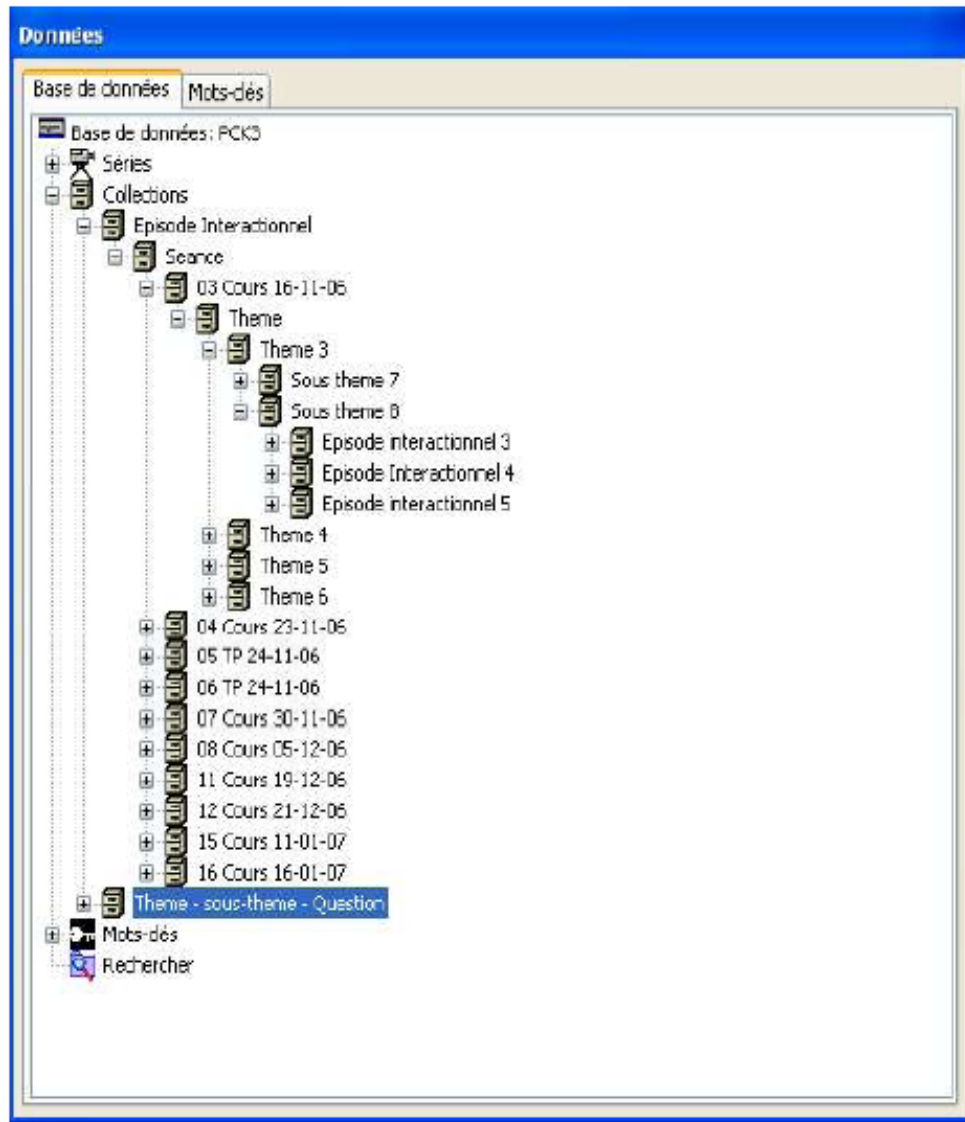 Données
Base de données Mots-clés
Base de données: PCK3
Séries
Collections
Episode Interactionnel
Seance
03 Cours 16-11-06
Theme
Theme 3
Sous theme 7
Sous theme 8
Episode interactionnel 3
Episode Interactionnel 4
Episode interactionnel 5
Theme 4
Theme 5
Theme 6
04 Cours 23-11-06
05 TP 24-11-06
06 TP 24-11-06
07 Cours 30-11-06
08 Cours 05-12-06
11 Cours 19-12-06
12 Cours 21-12-06
15 Cours 11-01-07
16 Cours 16-01-07
Theme - sous-theme - Question
Mots-clés
Rechercher